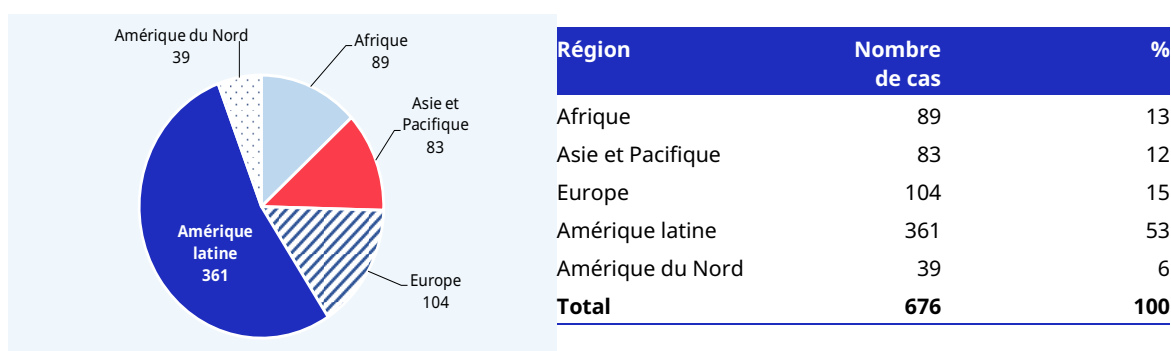 Amérique du Nord
39
Afrique
89
Asie et
Pacifique
83
Amérique
latine
361
Europe
104
Région Nombre de cas %
Afrique 89 13
Asie et Pacifique 83 12
Europe 104 15
Amérique latine 361 53
Amérique du Nord 39 6
Total 676 100